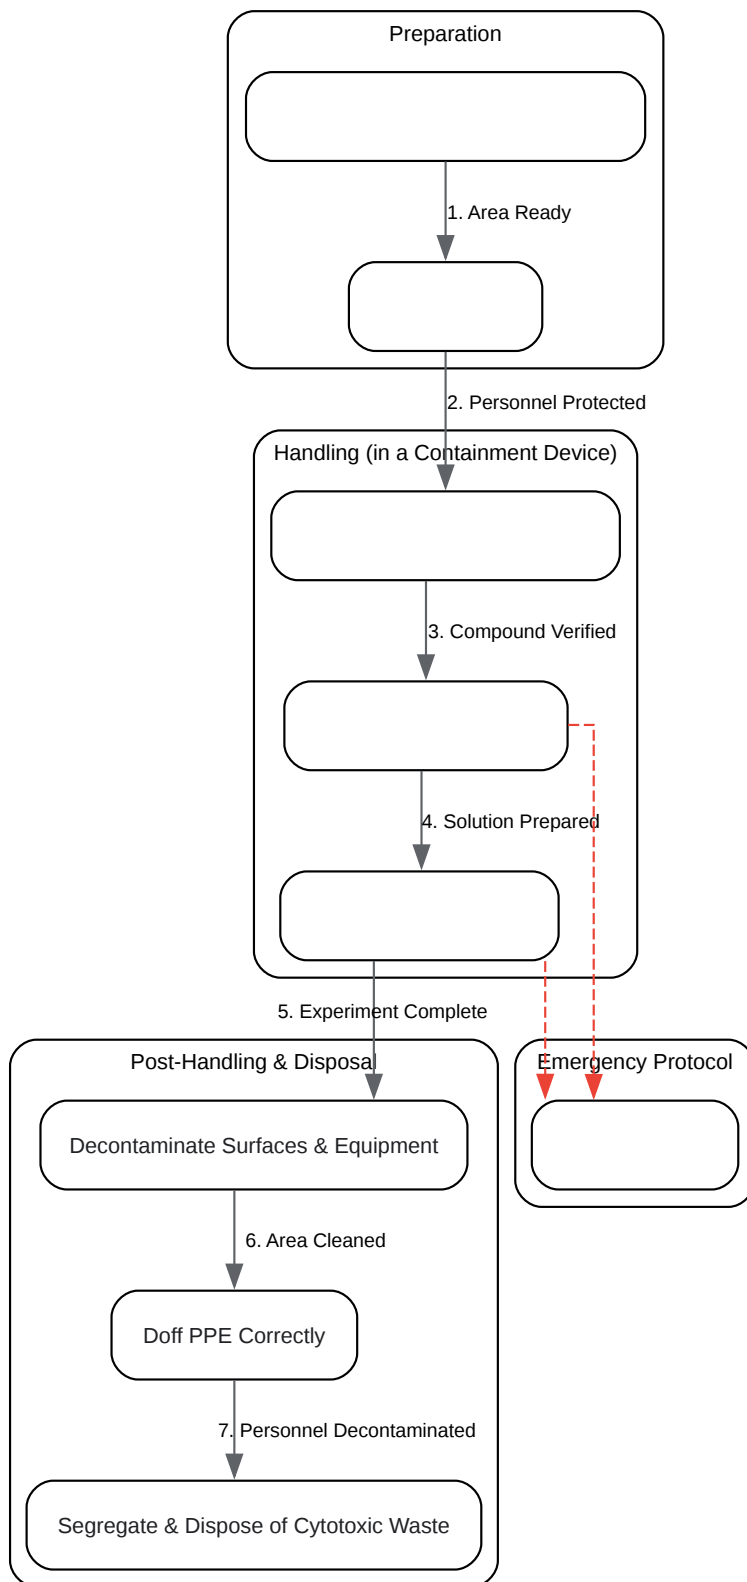 Preparation
1. Area Ready
2. Personnel Protected
Handling (in a Containment Device)
3. Compound Verified
4. Solution Prepared
5. Experiment Complete
Post-Handling & Disposal
Emergency Protocol
Decontaminate Surfaces & Equipment
6. Area Cleaned
Doff PPE Correctly
7. Personnel Decontaminated
Segregate & Dispose of Cytotoxic Waste